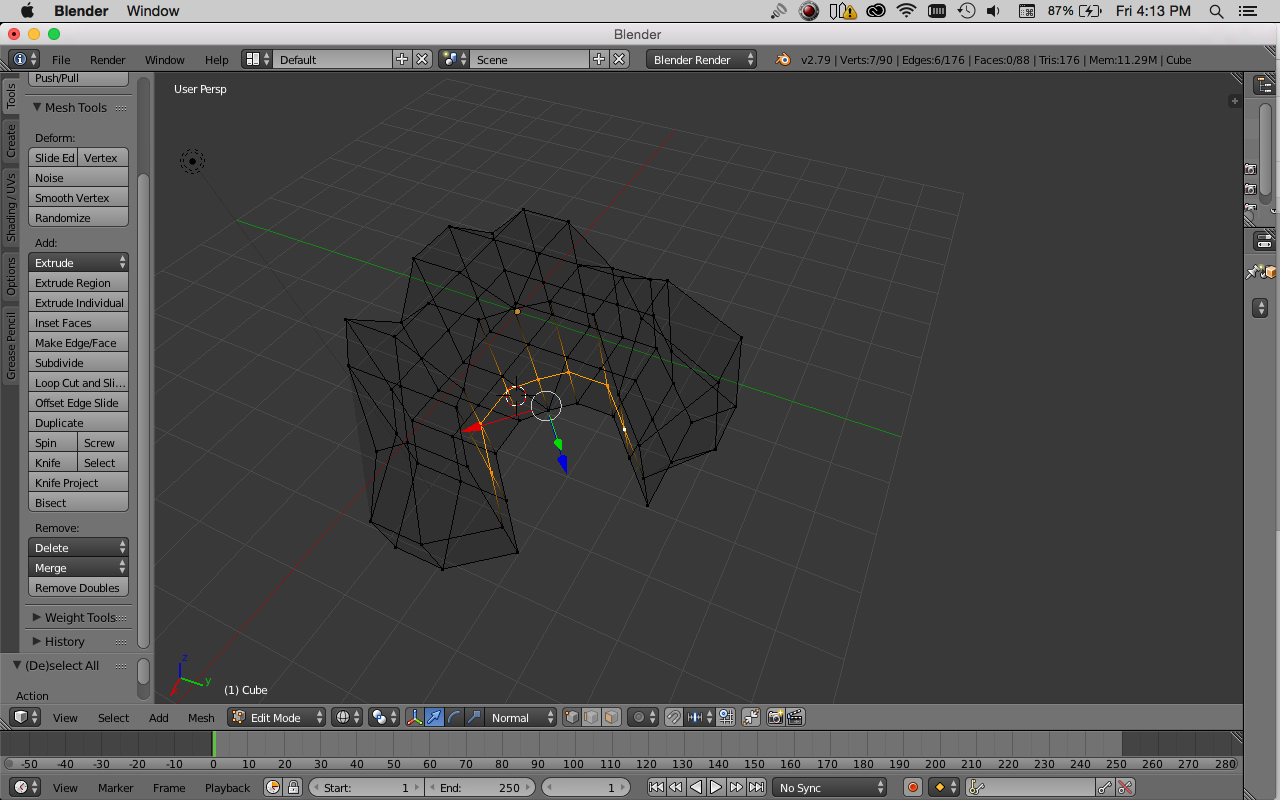 Blender Window 87% Fri 4:13 PM
Blender
File Render Window Help Default Scene Blender Render v2.79 | Verts:7/90 | Edges:6/176 | Faces:0/88 | Tris:176 | Mem:11.29M | Cube
Push/Pull
User Persp
Mesh Tools
Deform:
Slide Ed Vertex
Noise
Smooth Vertex
Randomize
Add:
Extrude
Extrude Region
Extrude Individual
Inset Faces
Make Edge/Face
Subdivide
Loop Cut and Sli...
Offset Edge Slide
Duplicate
Spin Screw
Knife Select
Knife Project
Bisect
Remove:
Delete
Merge
Remove Doubles
Weight Tools
History
(De)select All
Action
Tools
Create
Shading / UVs
Options
Grease Pencil
z
y
(1) Cube
View Select Add Mesh Edit Mode Normal
-50 -40 -30 -20 -10 0 10 20 30 40 50 60 70 80 90 100 110 120 130 140 150 160 170 180 190 200 210 220 230 240 250 260 270 280
View Marker Frame Playback Start: 1 End: 250 1 No Sync